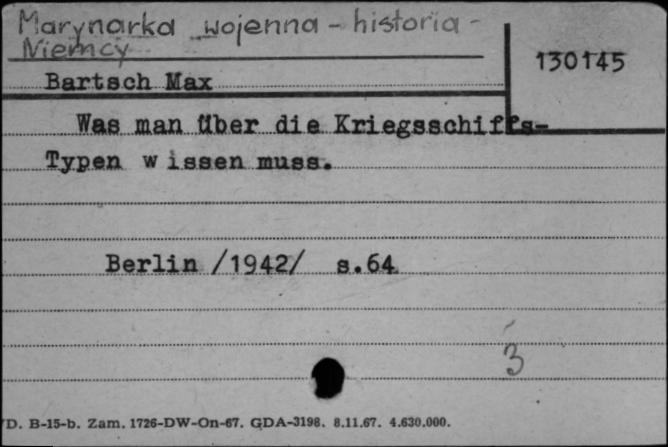 Marynarka wojenna - historia -
Niemcy
130145
Bartsch Max
Was man über die Kriegsschiffs-
Typen wissen muss.
Berlin /1942/ s.64
3
D. B-15-b. Zam. 1726-DW-On-67. GDA-3198. 8.11.67. 4.630.000.